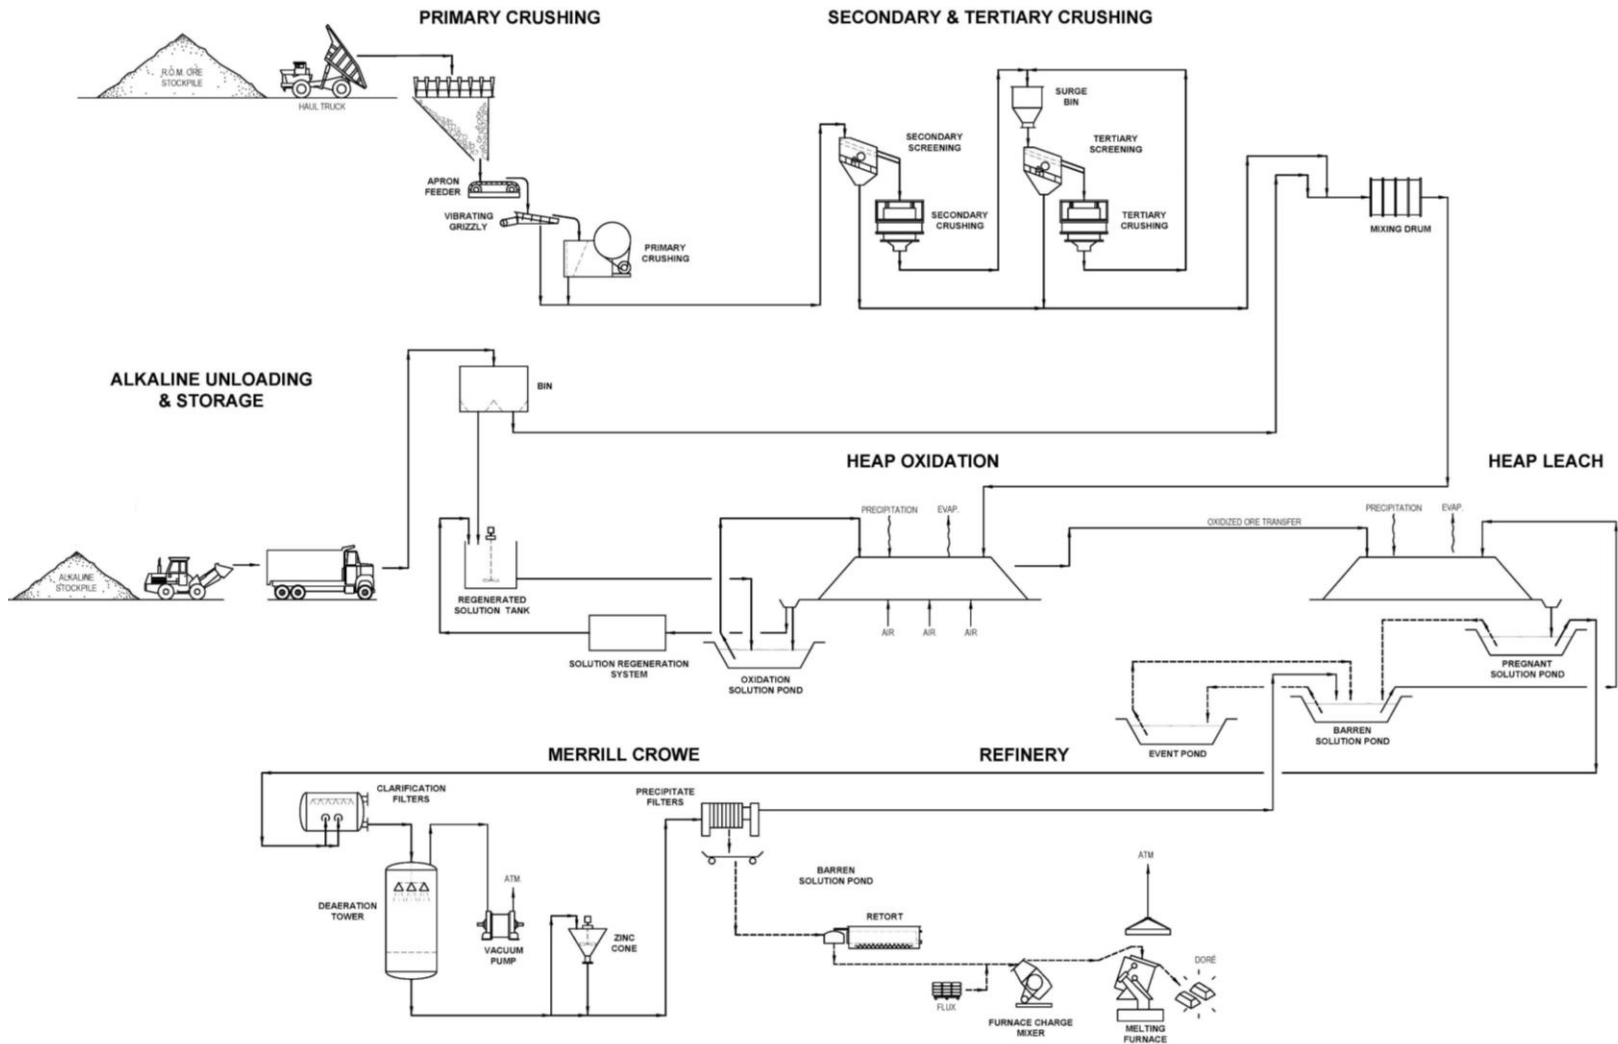 PRIMARY CRUSHING
SECONDARY & TERTIARY CRUSHING
R.O.M. ORE
STOCKPILE
HAUL TRUCK
APRON
FEEDER
VIBRATING
GRIZZLY
PRIMARY
CRUSHING
SECONDARY
SCREENING
SURGE
BIN
TERTIARY
SCREENING
SECONDARY
CRUSHING
TERTIARY
CRUSHING
MIXING DRUM
ALKALINE UNLOADING
& STORAGE
BIN
HEAP OXIDATION
HEAP LEACH
PRECIPITATION
EVAP.
OXIDIZED ORE TRANSFER
PRECIPITATION
EVAP.
ALKALINE
STOCKPILE
REGENERATED
SOLUTION TANK
AIR
AIR
AIR
SOLUTION REGENERATION
SYSTEM
OXIDATION
SOLUTION POND
PREGNANT
SOLUTION POND
BARREN
SOLUTION POND
EVENT POND
MERRILL CROWE
REFINERY
CLARIFICATION
FILTERS
PRECIPITATE
FILTERS
DEAERATION
TOWER
ATM.
VACUUM
PUMP
ZINC
CONE
BARREN
SOLUTION POND
RETORT
ATM
FLUX
FURNACE CHARGE
MIXER
MELTING
FURNACE
DORÉ